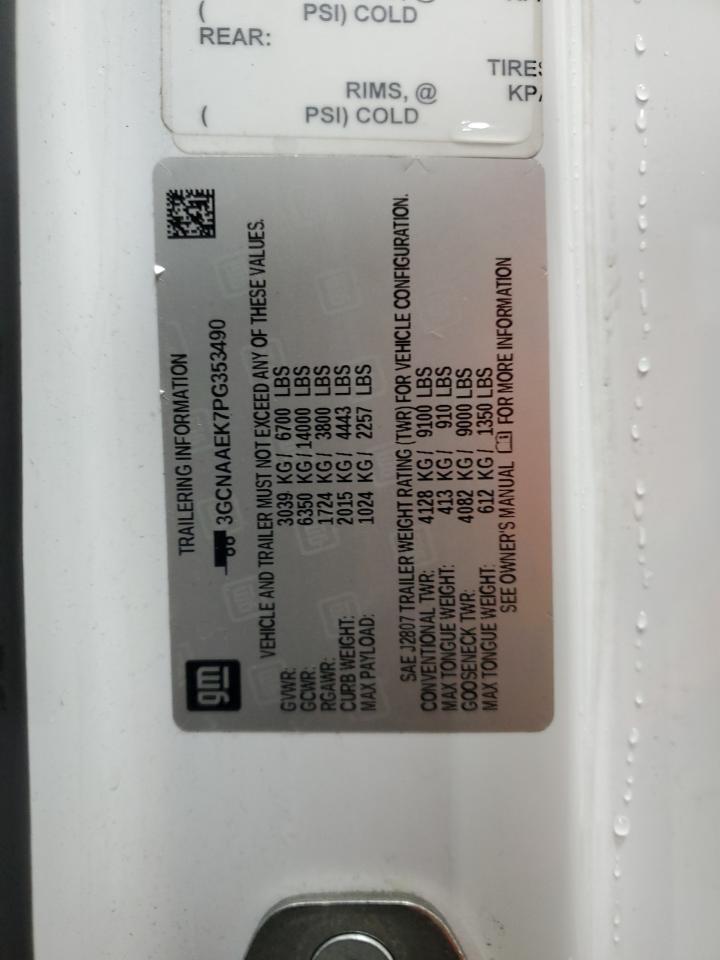 (          PSI) COLD
REAR:
TIRES
RIMS, @ KP
(          PSI) COLD
TRAILERING INFORMATION
gm 3GCNAAEK7PG353490
VEHICLE AND TRAILER MUST NOT EXCEED ANY OF THESE VALUES.
GVWR: 3039 KG/ 6700 LBS
GCWR: 6350 KG/ 14000 LBS
RGAWR: 1724 KG/ 3800 LBS
CURB WEIGHT: 2015 KG/ 4443 LBS
MAX PAYLOAD: 1024 KG/ 2257 LBS
SAE J2807 TRAILER WEIGHT RATING (TWR) FOR VEHICLE CONFIGURATION.
CONVENTIONAL TWR: 4128 KG/ 9100 LBS
MAX TONGUE WEIGHT: 413 KG/ 910 LBS
GOOSENECK TWR: 4082 KG/ 9000 LBS
MAX TONGUE WEIGHT: 612 KG/ 1350 LBS
SEE OWNER'S MANUAL FOR MORE INFORMATION